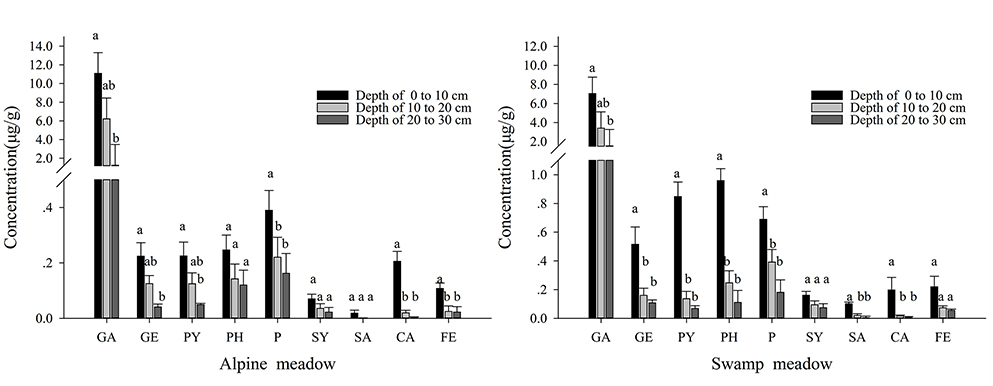 Concentration(μg/g)
14.0
12.0
10.0
8.0
6.0
4.0
2.0
.4
.2
0.0
a
ab
b
a
ab
b
a
ab
b
a
a
a
a
b
b
a
a a
a a a
a
b b
a
b b
Depth of 0 to 10 cm
Depth of 10 to 20 cm
Depth of 20 to 30 cm
GA GE PY PH P SY SA CA FE
Alpine meadow
Concentration(μg/g)
12.0
10.0
8.0
6.0
4.0
2.0
1.0
.8
.6
.4
.2
0.0
a
ab
b
a
b
b
a
b
b
a
b
b
a
b
b
a a a
a bb
a
b b
a
a a
Depth of 0 to 10 cm
Depth of 10 to 20 cm
Depth of 20 to 30 cm
GA GE PY PH P SY SA CA FE
Swamp meadow